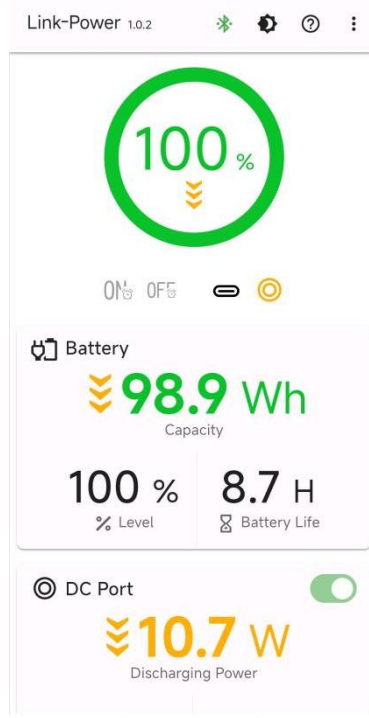 Link-Power 1.0.2
100 %
ON OFF
Battery
98.9 Wh
Capacity
100 % 8.7 H
% Level Battery Life
DC Port
10.7 W
Discharging Power